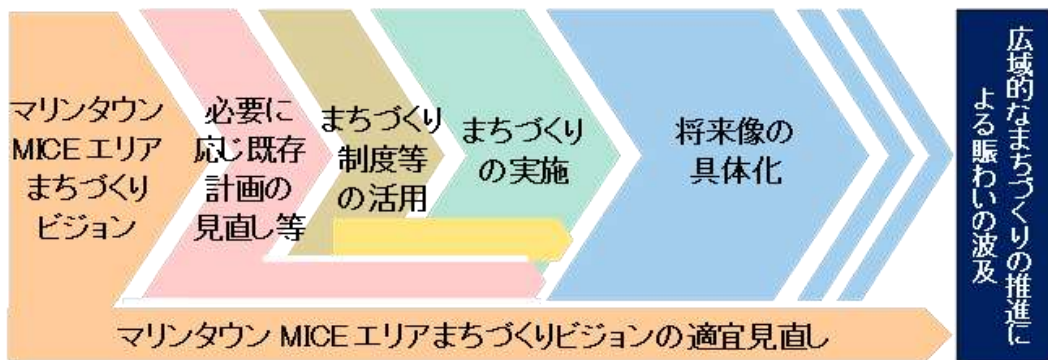 マリンタウン
MICEエリア
まちづくり
ビジョン
必要に
応じ既存
計画の
見直し等
まちづくり
制度等
の活用
まちづくり
の実施
将来像の
具体化
広域的なまちづくりの推進に
よる賑わいの波及
マリンタウン MICEエリアまちづくりビジョンの適宜見直し